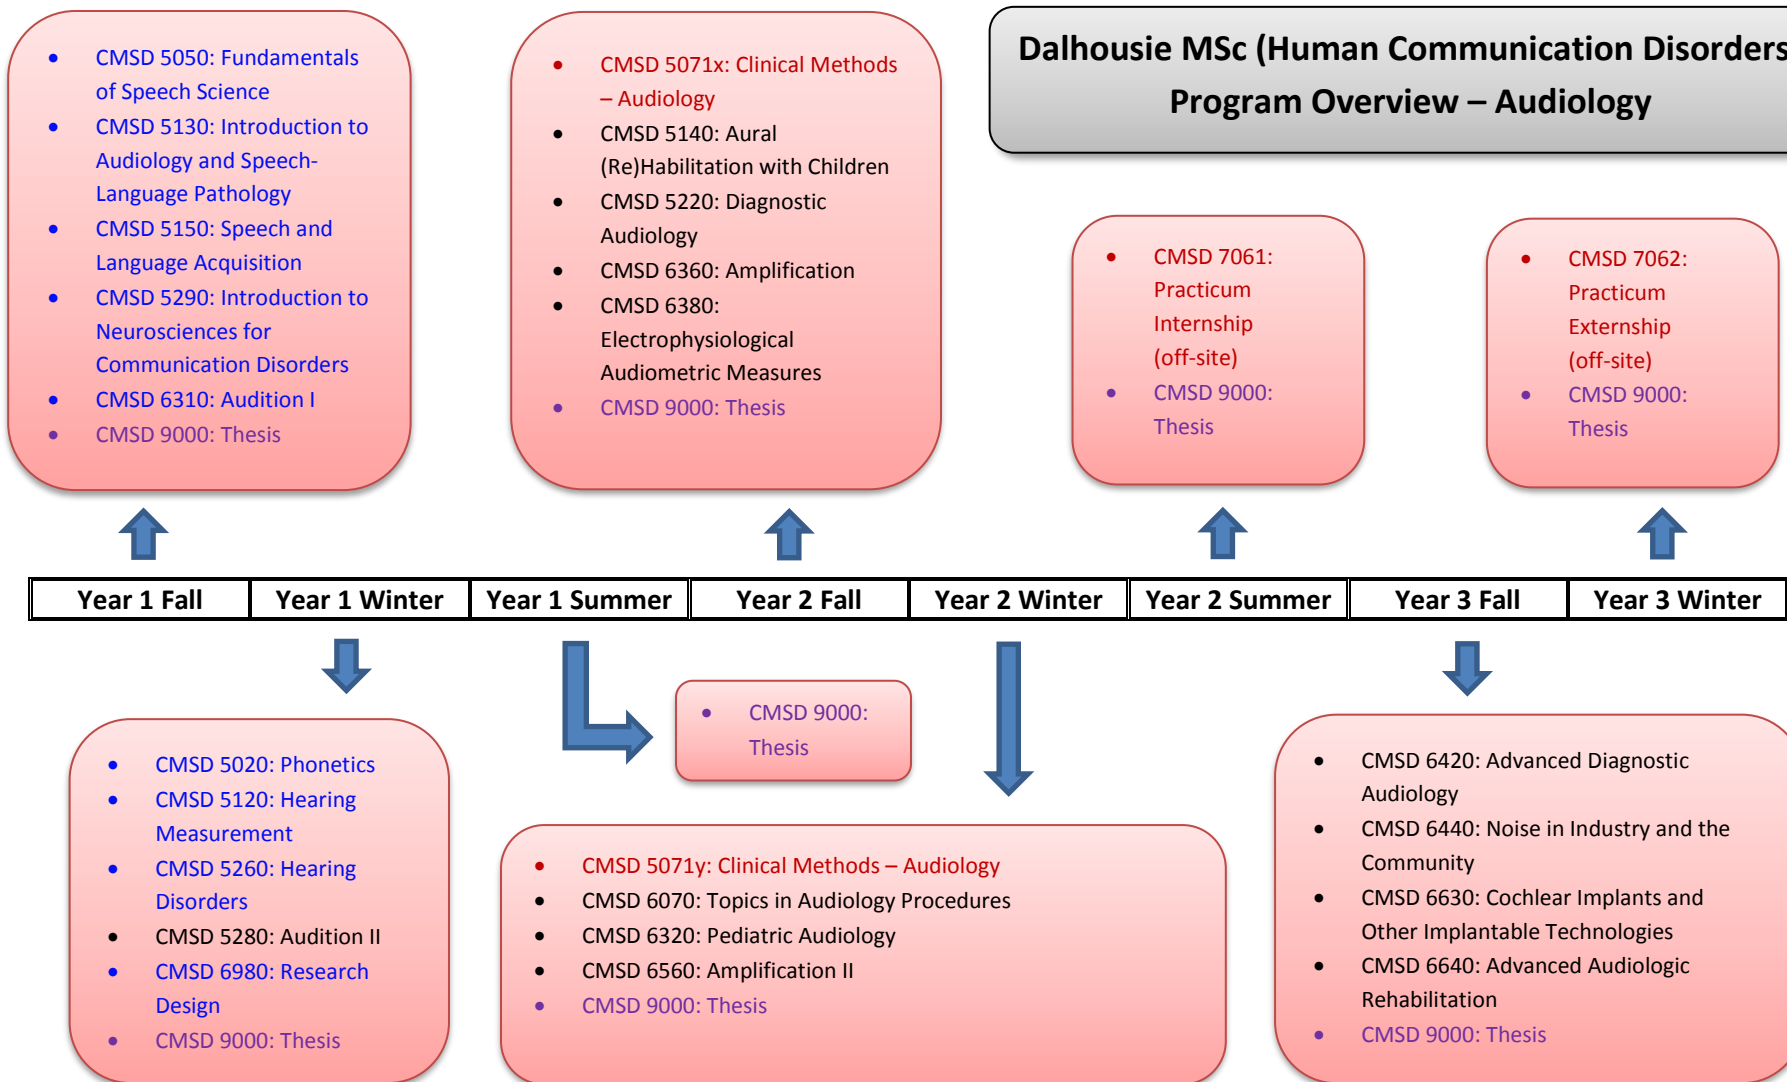 CMSD 5050: Fundamentals
of Speech Science
CMSD 5130: Introduction to
Audiology and Speech-
Language Pathology
CMSD 5150: Speech and
Language Acquisition
CMSD 5290: Introduction to
Neurosciences for
Communication Disorders
CMSD 6310: Audition I
CMSD 9000: Thesis
CMSD 5071x: Clinical Methods
– Audiology
CMSD 5140: Aural
(Re)Habilitation with Children
CMSD 5220: Diagnostic
Audiology
CMSD 6360: Amplification
CMSD 6380:
Electrophysiological
Audiometric Measures
CMSD 9000: Thesis
Dalhousie MSc (Human Communication Disorders
Program Overview – Audiology
CMSD 7061:
Practicum
Internship
(off-site)
CMSD 9000:
Thesis
CMSD 7062:
Practicum
Externship
(off-site)
CMSD 9000:
Thesis
Year 1 Fall
Year 1 Winter
Year 1 Summer
Year 2 Fall
Year 2 Winter
Year 2 Summer
Year 3 Fall
Year 3 Winter
CMSD 5020: Phonetics
CMSD 5120: Hearing
Measurement
CMSD 5260: Hearing
Disorders
CMSD 5280: Audition II
CMSD 6980: Research
Design
CMSD 9000: Thesis
CMSD 9000:
Thesis
CMSD 5071y: Clinical Methods – Audiology
CMSD 6070: Topics in Audiology Procedures
CMSD 6320: Pediatric Audiology
CMSD 6560: Amplification II
CMSD 9000: Thesis
CMSD 6420: Advanced Diagnostic
Audiology
CMSD 6440: Noise in Industry and the
Community
CMSD 6630: Cochlear Implants and
Other Implantable Technologies
CMSD 6640: Advanced Audiologic
Rehabilitation
CMSD 9000: Thesis